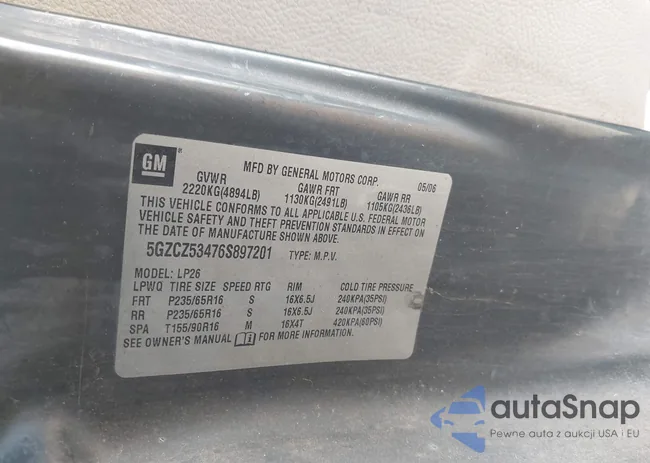 GM
MFD BY GENERAL MOTORS CORP. 05/06
GVWR GAWR FRT GAWR RR
2220KG(4894LB) 1130KG(2491LB) 1105KG(2436LB)
THIS VEHICLE CONFORMS TO ALL APPLICABLE U.S. FEDERAL MOTOR
VEHICLE SAFETY AND THEFT PREVENTION STANDARDS IN EFFECT ON
THE DATE OF MANUFACTURE SHOWN ABOVE.
5GZCZ53476S897201 TYPE: M.P.V.
MODEL: LP26
LPWQ TIRE SIZE SPEED RTG RIM COLD TIRE PRESSURE
FRT P235/65R16 S 16X6.5J 240KPA(35PSI)
RR P235/65R16 S 16X6.5J 240KPA(35PSI)
SPA T155/90R16 M 16X4T 420KPA(60PSI)
SEE OWNER'S MANUAL FOR MORE INFORMATION
autaSnap
Pewne auta z aukcji USA i EU